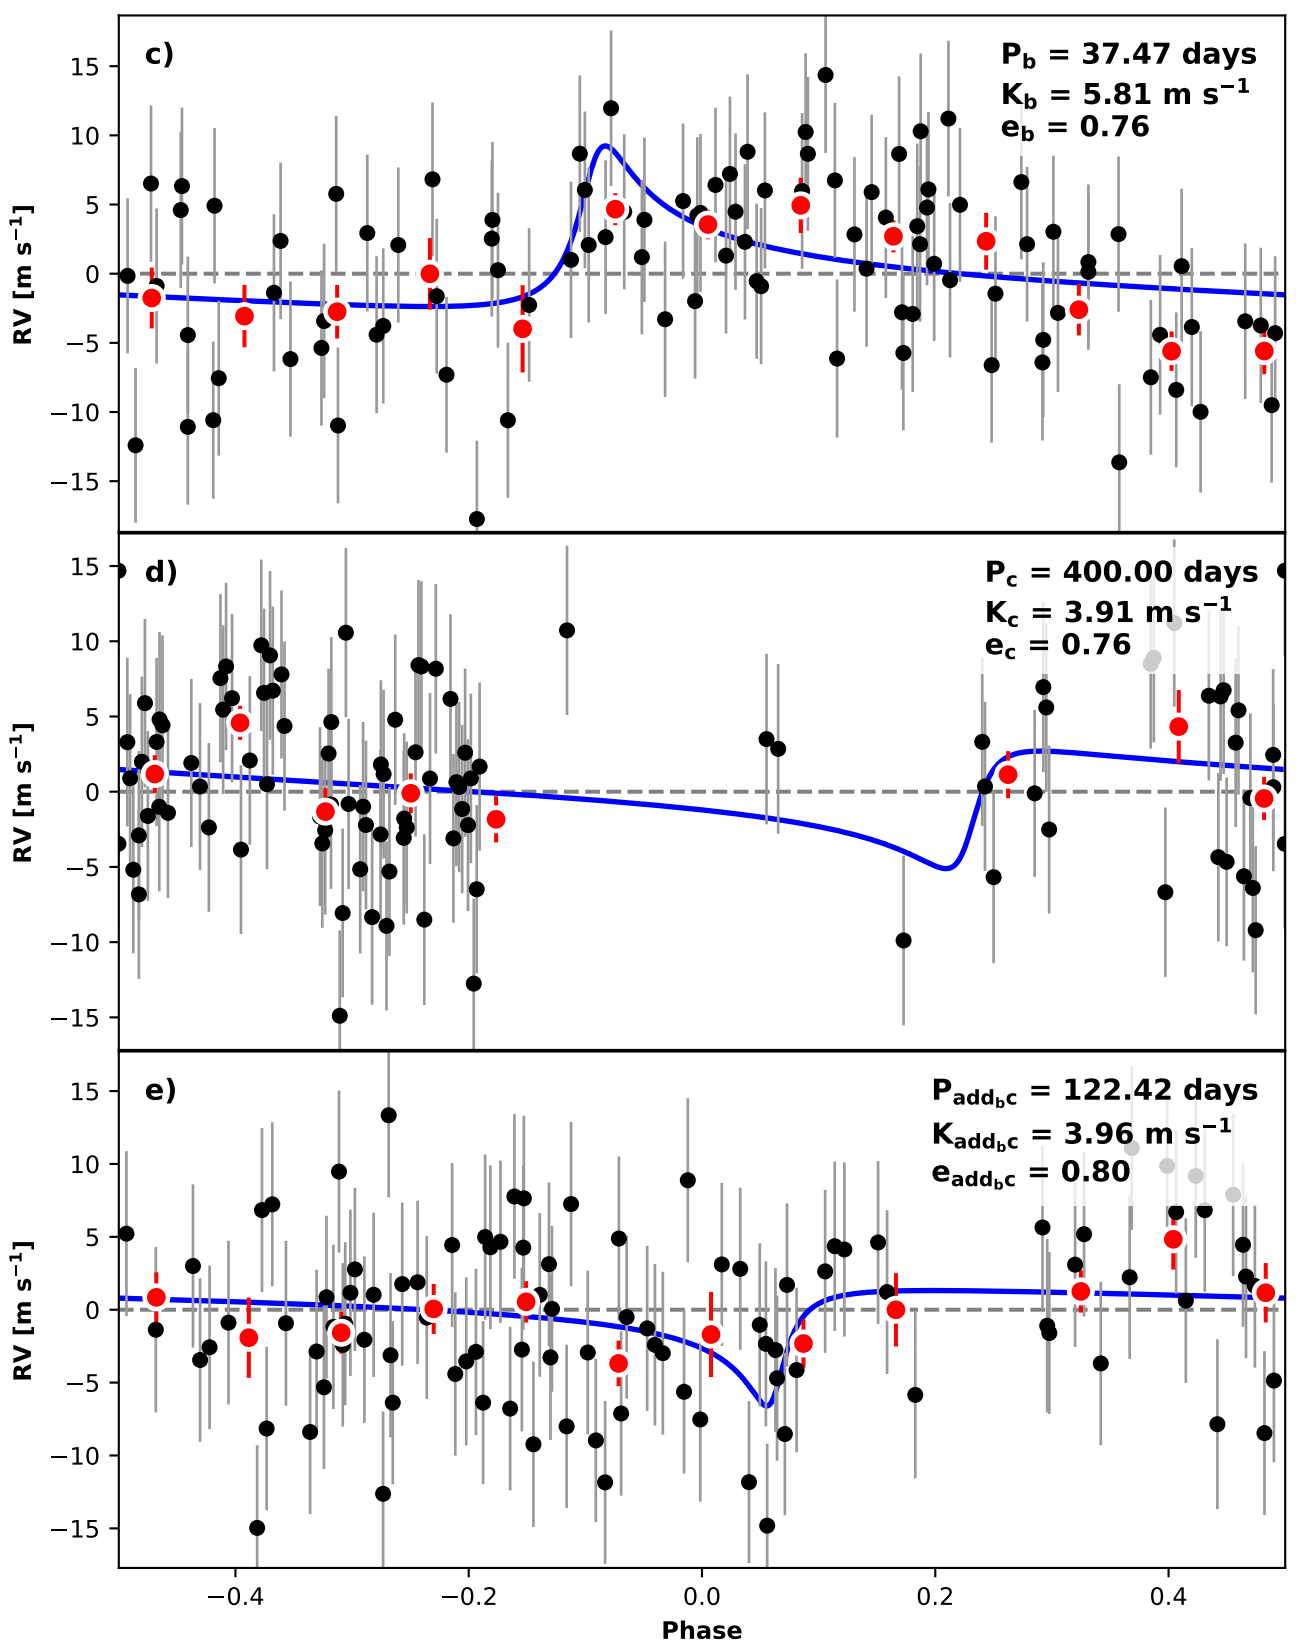 c)
P_b = 37.47 days
K_b = 5.81 m s⁻¹
e_b = 0.76
15
10
5
0
−5
−10
−15
RV [m s⁻¹]
d)
P_c = 400.00 days
K_c = 3.91 m s⁻¹
e_c = 0.76
15
10
5
0
−5
−10
−15
RV [m s⁻¹]
e)
P_add_bc = 122.42 days
K_add_bc = 3.96 m s⁻¹
e_add_bc = 0.80
15
10
5
0
−5
−10
−15
RV [m s⁻¹]
−0.4 −0.2 0.0 0.2 0.4
Phase